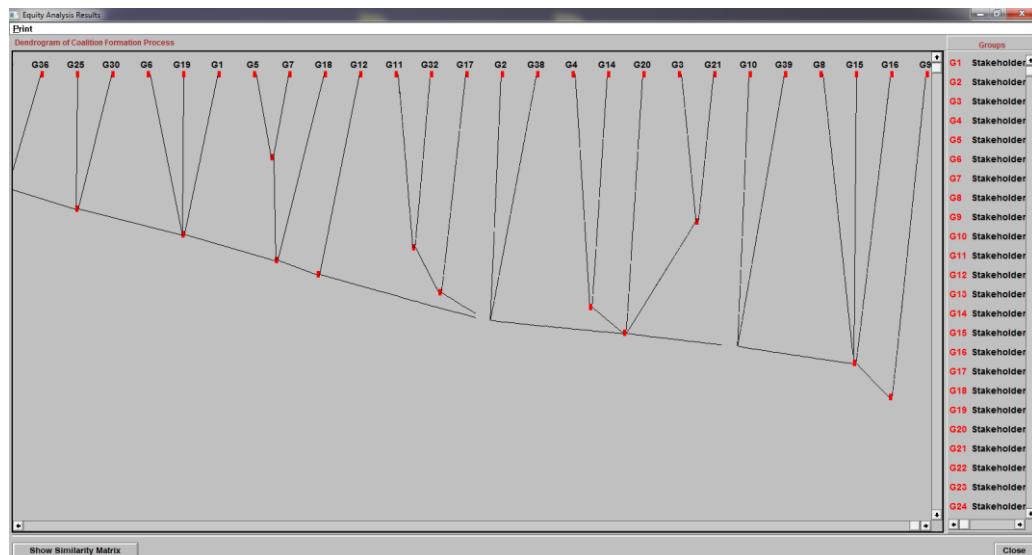 Equity Analysis Results
Print
Dendrogram of Coalition Formation Process
G36 G25 G30 G6 G19 G1 G5 G7 G18 G12 G11 G32 G17 G2 G38 G4 G14 G20 G3 G21 G10 G39 G8 G15 G16 G9
Groups
G1 Stakeholder
G2 Stakeholder
G3 Stakeholder
G4 Stakeholder
G5 Stakeholder
G6 Stakeholder
G7 Stakeholder
G8 Stakeholder
G9 Stakeholder
G10 Stakeholder
G11 Stakeholder
G12 Stakeholder
G13 Stakeholder
G14 Stakeholder
G15 Stakeholder
G16 Stakeholder
G17 Stakeholder
G18 Stakeholder
G19 Stakeholder
G20 Stakeholder
G21 Stakeholder
G22 Stakeholder
G23 Stakeholder
G24 Stakeholder
Show Similarity Matrix
Close